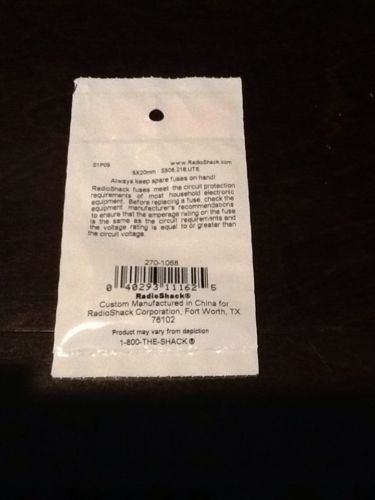 01P09 www.RadioShack.com
5X20mm S506,218,UTE
Always keep spare fuses on hand!
RadioShack fuses meet the circuit protection
requirements of most household electronic
equipment. Before replacing a fuse, check the
equipment manufacturer's recommendations
to ensure that the amperage rating on the fuse
is the same as the circuit requirements and
the voltage rating is equal to or greater than
the circuit voltage.
270-1068
0 40293 11162 5
RadioShack®
Custom Manufactured in China for
RadioShack Corporation, Fort Worth, TX
76102
Product may vary from depiction
1-800-THE-SHACK®